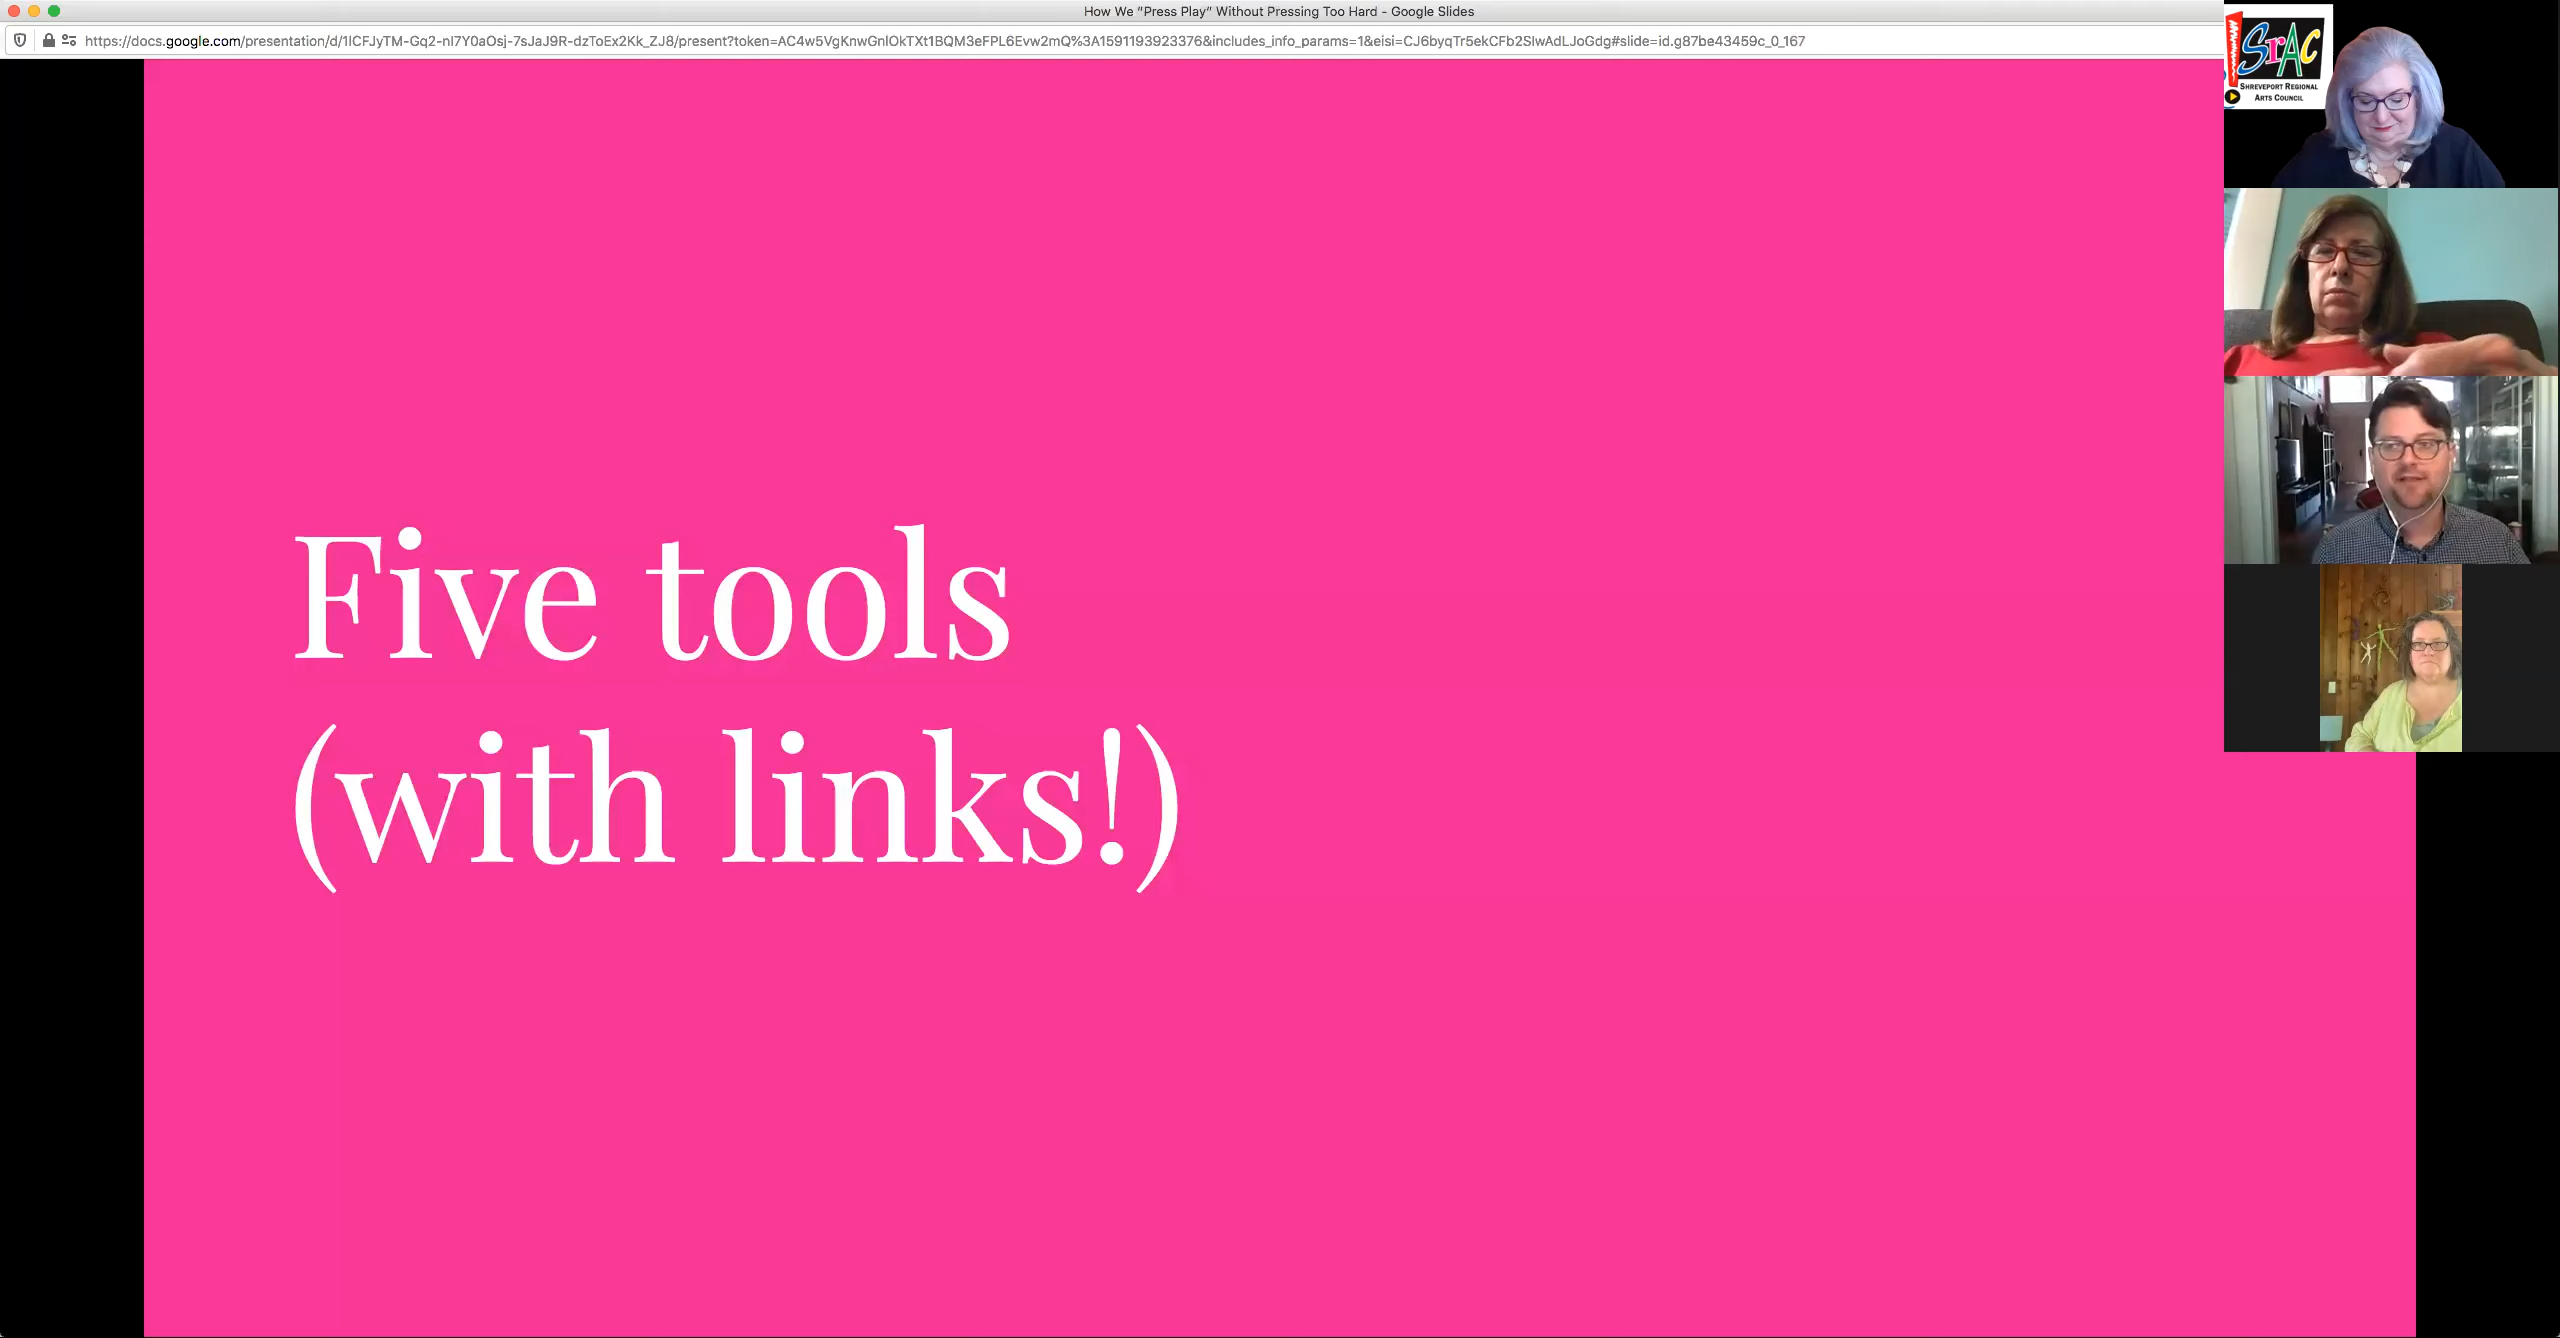 How We "Press Play" Without Pressing Too Hard - Google Slides
https://docs.google.com/presentation/d/1lCFJyTM-Gq2-nl7Y0aOsj-7sJaJ9R-dzToEx2Kk_ZJ8/present?token=AC4w5VgKnwGnlOkTXt1BQM3eFPL6Evw2mQ%3A1591193923376&includes_info_params=1&eisi=CJ6byqTr5ekCFb2SlwAdLJoGdg#slide=id.g87be43459c_0_167
SrAC
Shreveport Regional
Arts Council
Five tools
(with links!)